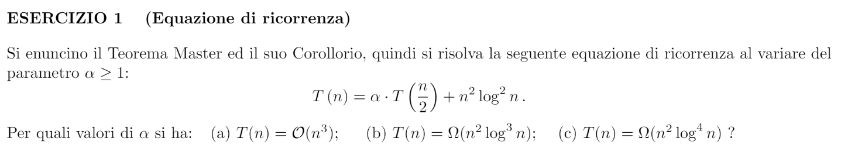 ESERCIZIO 1 (Equazione di ricorrenza)
Si enuncino il Teorema Master ed il suo Corollorio, quindi si risolva la seguente equazione di ricorrenza al variare del
parametro α ≥ 1:
T (n) = α · T (n/2) + n² log² n .
Per quali valori di α si ha: (a) T(n) = O(n³); (b) T(n) = Ω(n² log³ n); (c) T(n) = Ω(n² log⁴ n) ?